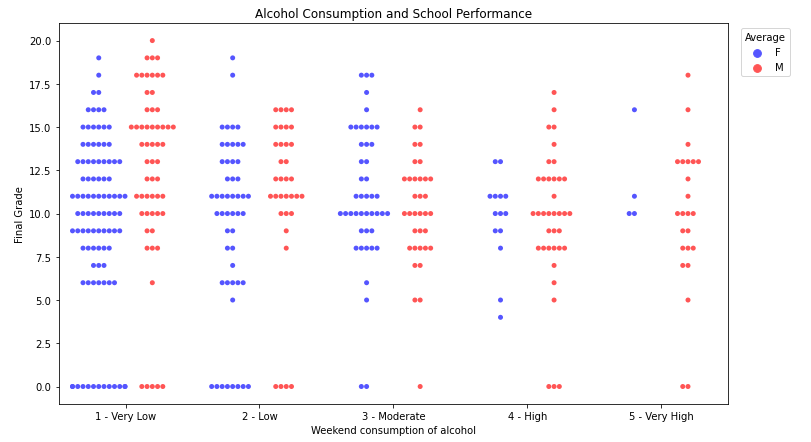 Alcohol Consumption and School Performance
Average
F
M
Final Grade
20.0
17.5
15.0
12.5
10.0
7.5
5.0
2.5
0.0
1 - Very Low
2 - Low
3 - Moderate
4 - High
5 - Very High
Weekend consumption of alcohol